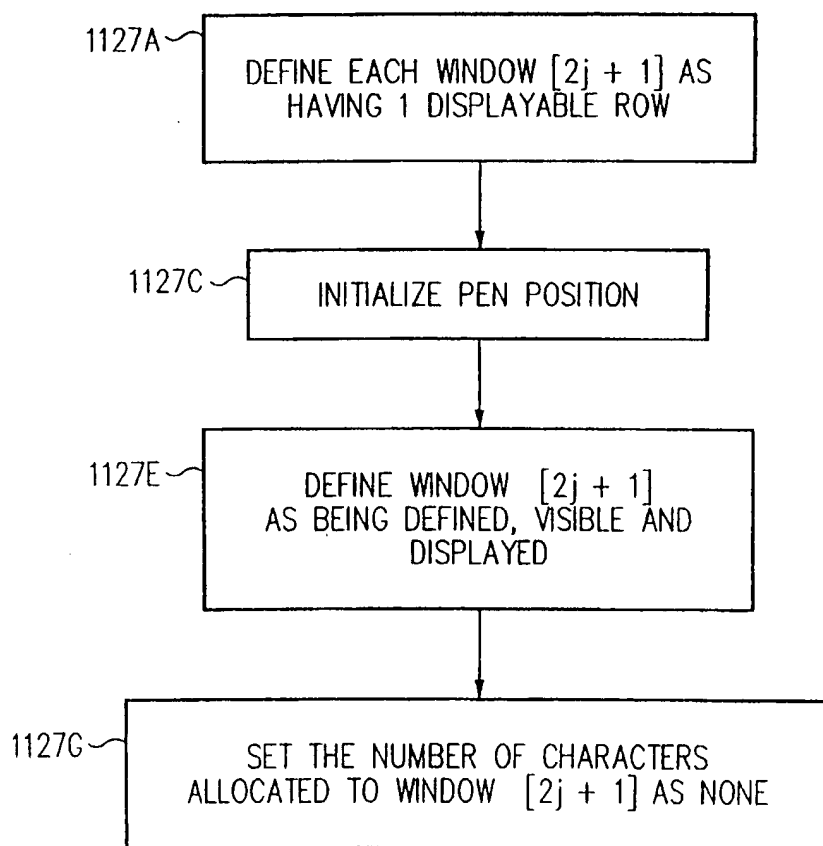 1127A
DEFINE EACH WINDOW [2j + 1] AS
HAVING 1 DISPLAYABLE ROW
1127C
INITIALIZE PEN POSITION
1127E
DEFINE WINDOW [2j + 1]
AS BEING DEFINED, VISIBLE AND
DISPLAYED
1127G
SET THE NUMBER OF CHARACTERS
ALLOCATED TO WINDOW [2j + 1] AS NONE